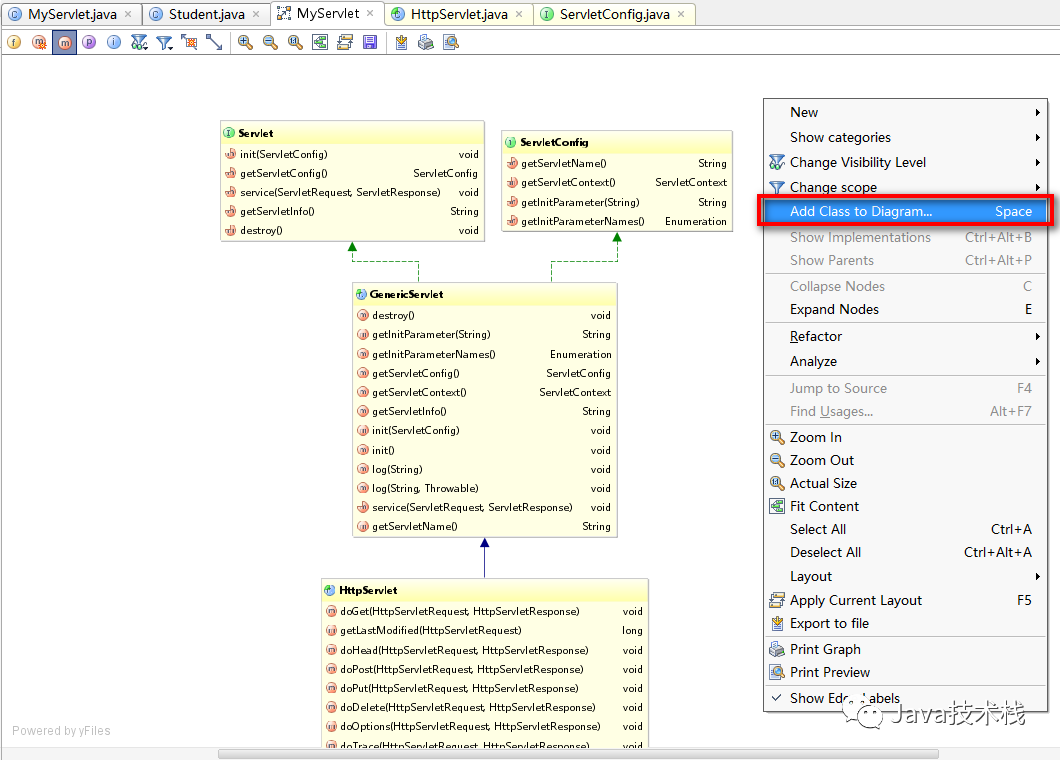 MyServlet.java × Student.java × MyServlet × HttpServlet.java × ServletConfig.java ×
Servlet
init(ServletConfig) void
getServletConfig() ServletConfig
service(ServletRequest, ServletResponse) void
getServletInfo() String
destroy() void
ServletConfig
getServletName() String
getServletContext() ServletContext
getInitParameter(String) String
getInitParameterNames() Enumeration
GenericServlet
destroy() void
getInitParameter(String) String
getInitParameterNames() Enumeration
getServletConfig() ServletConfig
getServletContext() ServletContext
getServletInfo() String
init(ServletConfig) void
init() void
log(String) void
log(String, Throwable) void
service(ServletRequest, ServletResponse) void
getServletName() String
HttpServlet
doGet(HttpServletRequest, HttpServletResponse) void
getLastModified(HttpServletRequest) long
doHead(HttpServletRequest, HttpServletResponse) void
doPost(HttpServletRequest, HttpServletResponse) void
doPut(HttpServletRequest, HttpServletResponse) void
doDelete(HttpServletRequest, HttpServletResponse) void
doOptions(HttpServletRequest, HttpServletResponse) void
doTrace(HttpServletRequest, HttpServletResponse) void
New
Show categories
Change Visibility Level
Change scope
Add Class to Diagram... Space
Show Implementations Ctrl+Alt+B
Show Parents Ctrl+Alt+P
Collapse Nodes C
Expand Nodes E
Refactor
Analyze
Jump to Source F4
Find Usages... Alt+F7
Zoom In
Zoom Out
Actual Size
Fit Content
Select All Ctrl+A
Deselect All Ctrl+Alt+A
Layout
Apply Current Layout F5
Export to file
Print Graph
Print Preview
Show Edge Labels
Java技术栈
Powered by yFiles